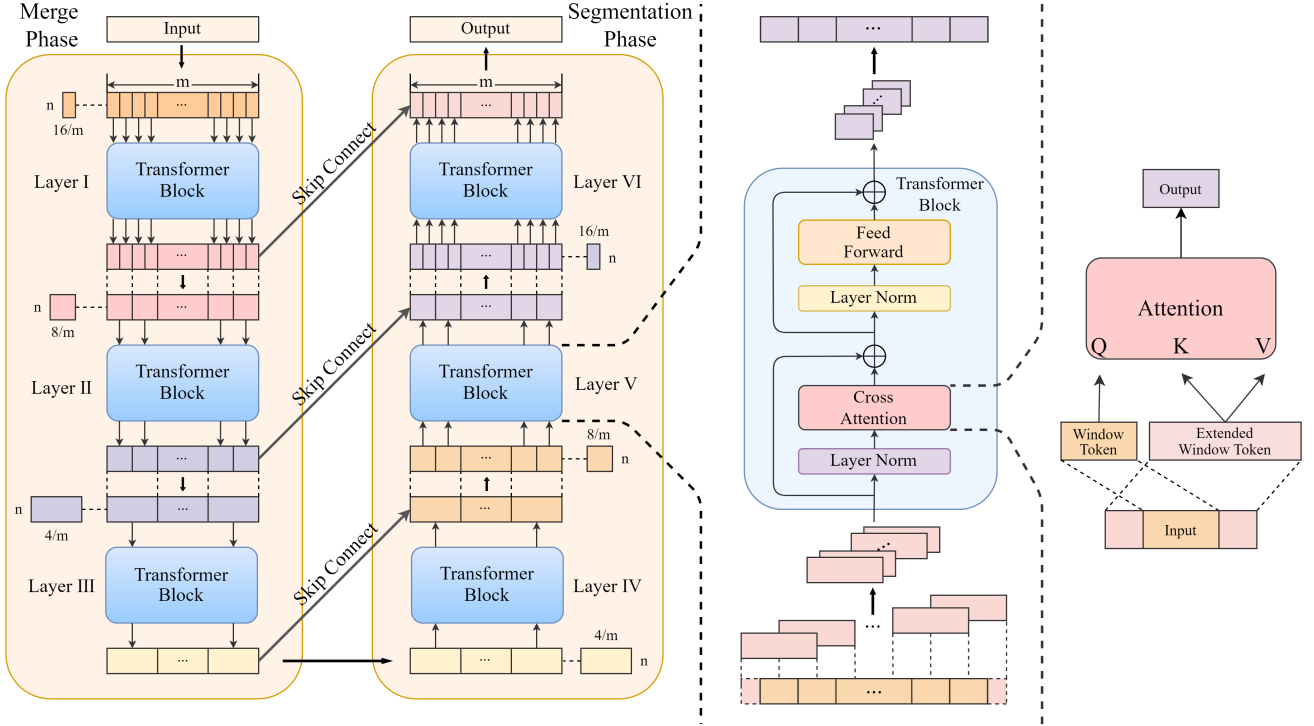 Merge
Phase
Input
m
n
16/m
...
Layer I
Transformer
Block
...
n
8/m
...
Layer II
Transformer
Block
...
n
4/m
...
Layer III
Transformer
Block
...
Skip Connect
Skip Connect
Skip Connect
Segmentation
Phase
Output
m
...
Transformer
Block
Layer VI
16/m
...
n
...
Transformer
Block
Layer V
8/m
...
n
...
Transformer
Block
Layer IV
4/m
...
n
...
...
Transformer
Block
Feed
Forward
Layer Norm
Cross
Attention
Layer Norm
...
...
...
Output
Attention
Q K V
Window
Token
Extended
Window Token
Input